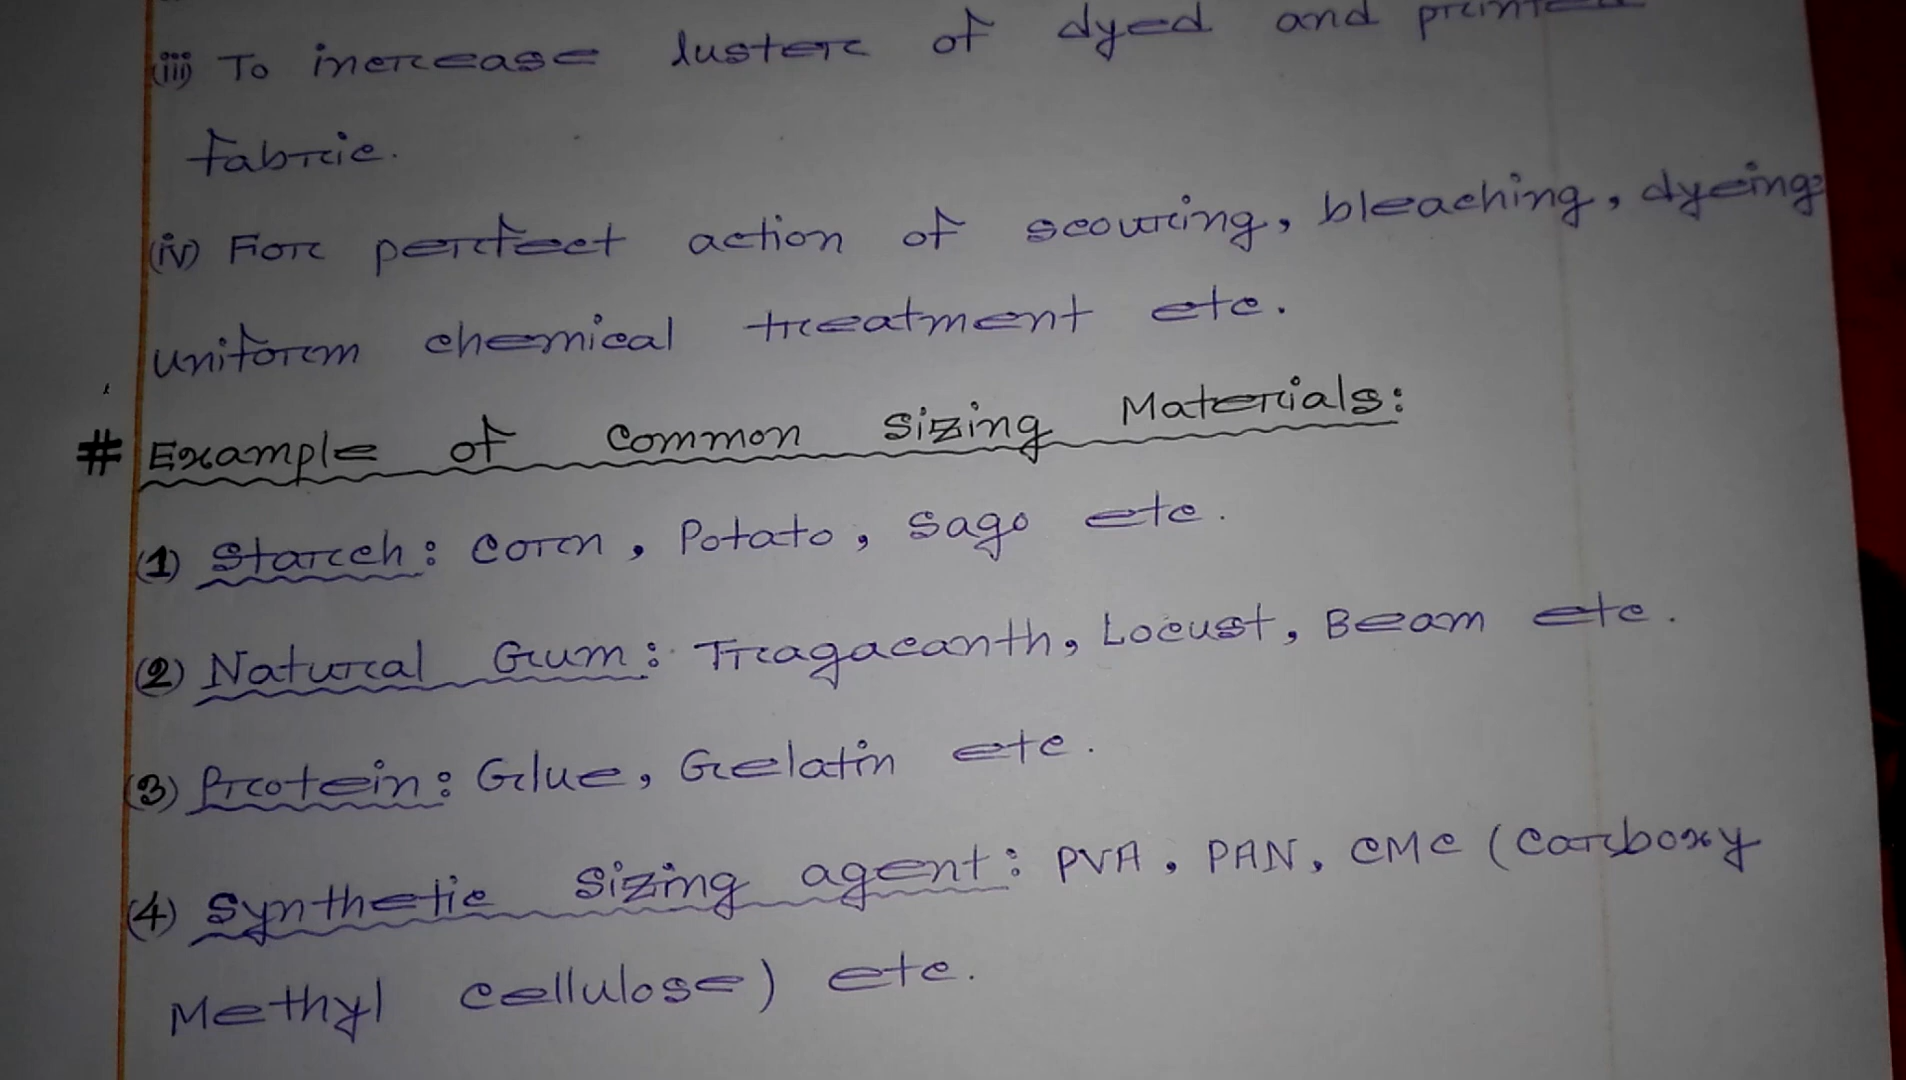 (iii) To increase lustere of dyed and printed
fabric.
(iv) For perfect action of scouring, bleaching, dyeing,
uniform chemical treatment etc.
# Example of Common Sizing Materials:
(1) Starch: Corn, Potato, Sago etc.
(2) Natural Gum: Tragacanth, Locust, Beam etc.
(3) Protein: Glue, Gelatin etc.
(4) Synthetic Sizing agent: PVA, PAN, CMC (Carboxy
Methyl Cellulose) etc.